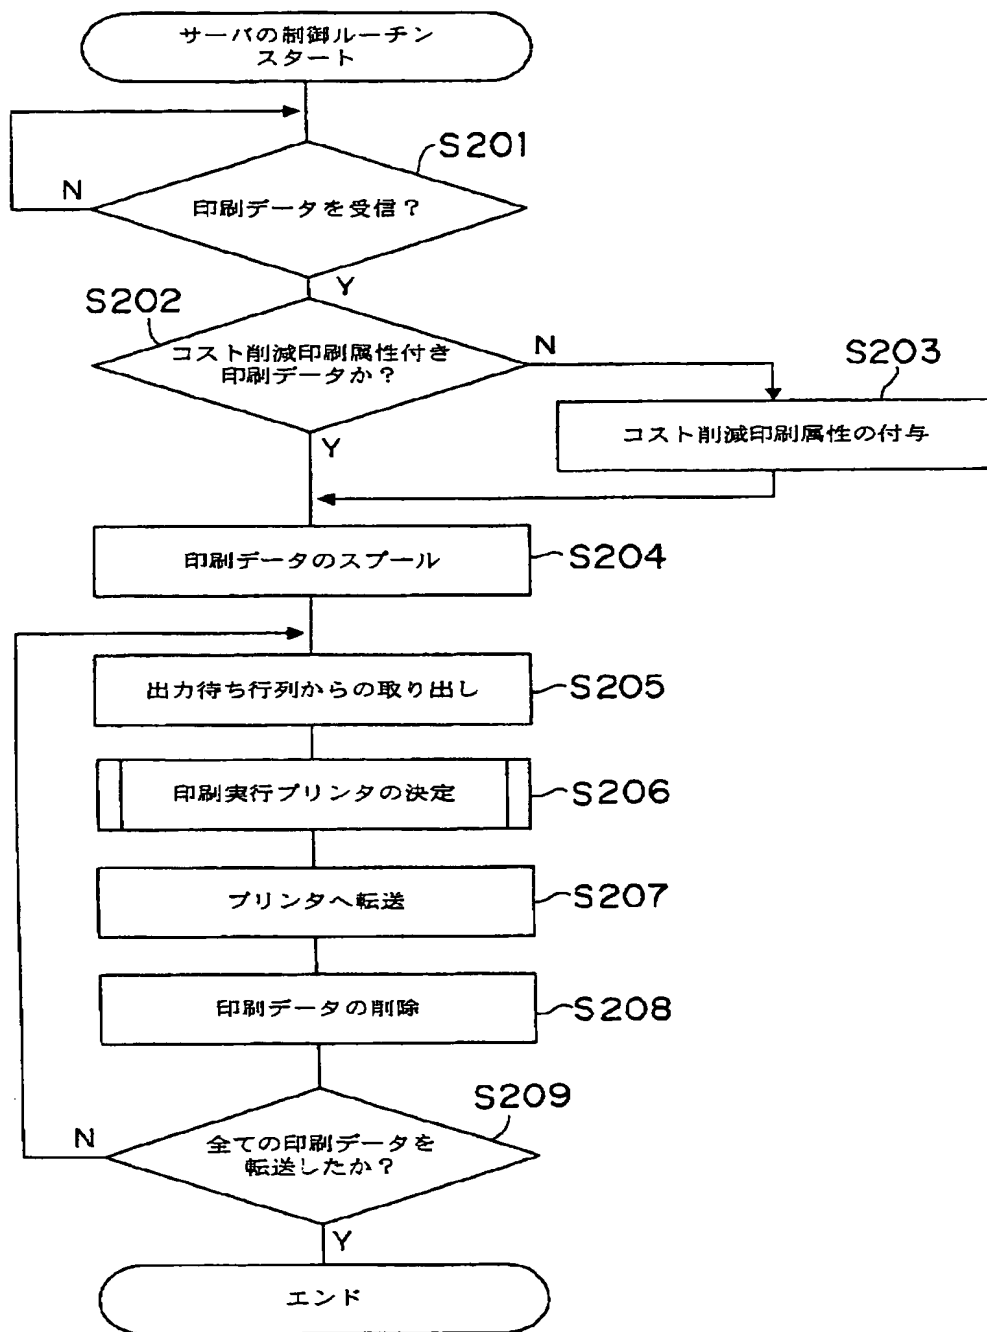 サーバの制御ルーチン
スタート
S201
N
印刷データを受信？
Y
S202
コスト削減印刷属性付き
印刷データか？
N
S203
コスト削減印刷属性の付与
Y
印刷データのスプール
S204
出力待ち行列からの取り出し
S205
印刷実行プリンタの決定
S206
プリンタへ転送
S207
印刷データの削除
S208
S209
N
全ての印刷データを
転送したか？
Y
エンド